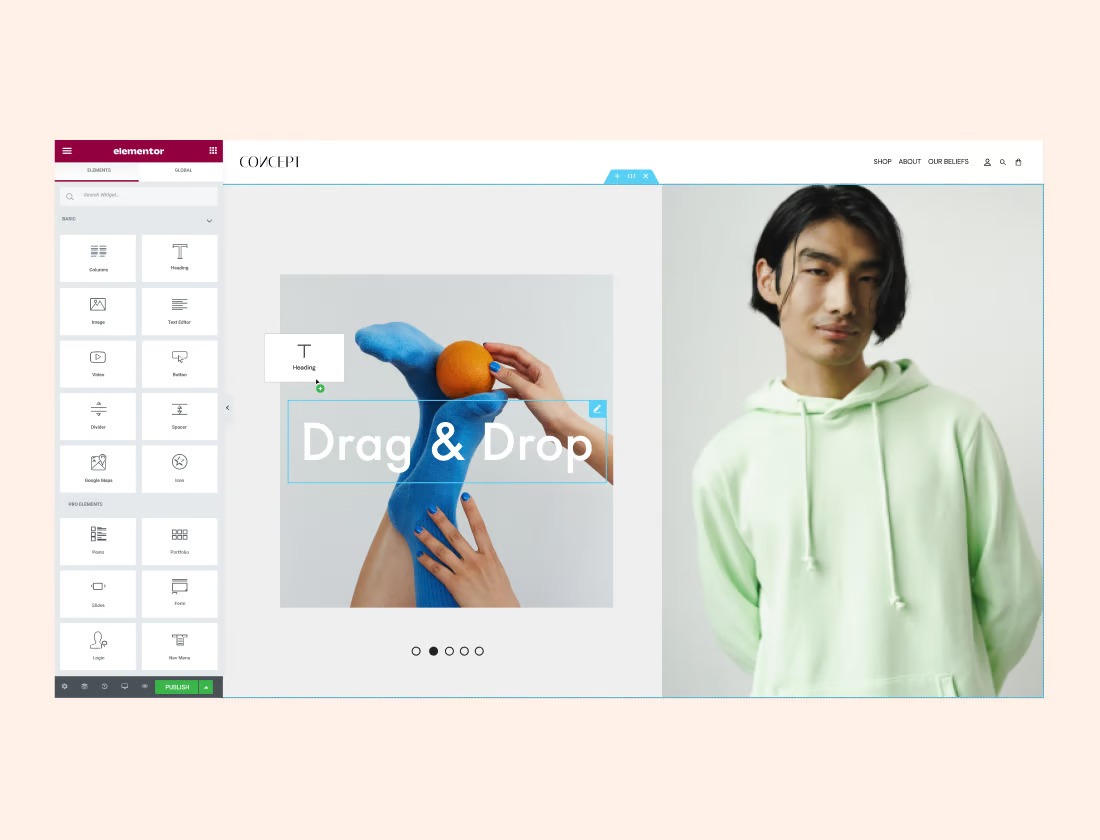 elementor
ELEMENTS
GLOBAL
Search Widget...
BASIC
Columns
Heading
Image
Text Editor
Video
Button
Divider
Spacer
Google Maps
Icon
PRO ELEMENTS
Posts
Portfolio
Slides
Form
Login
Nav Menu
PUBLISH
CONCEPT
SHOP
ABOUT
OUR BELIEFS
Heading
Drag & Drop